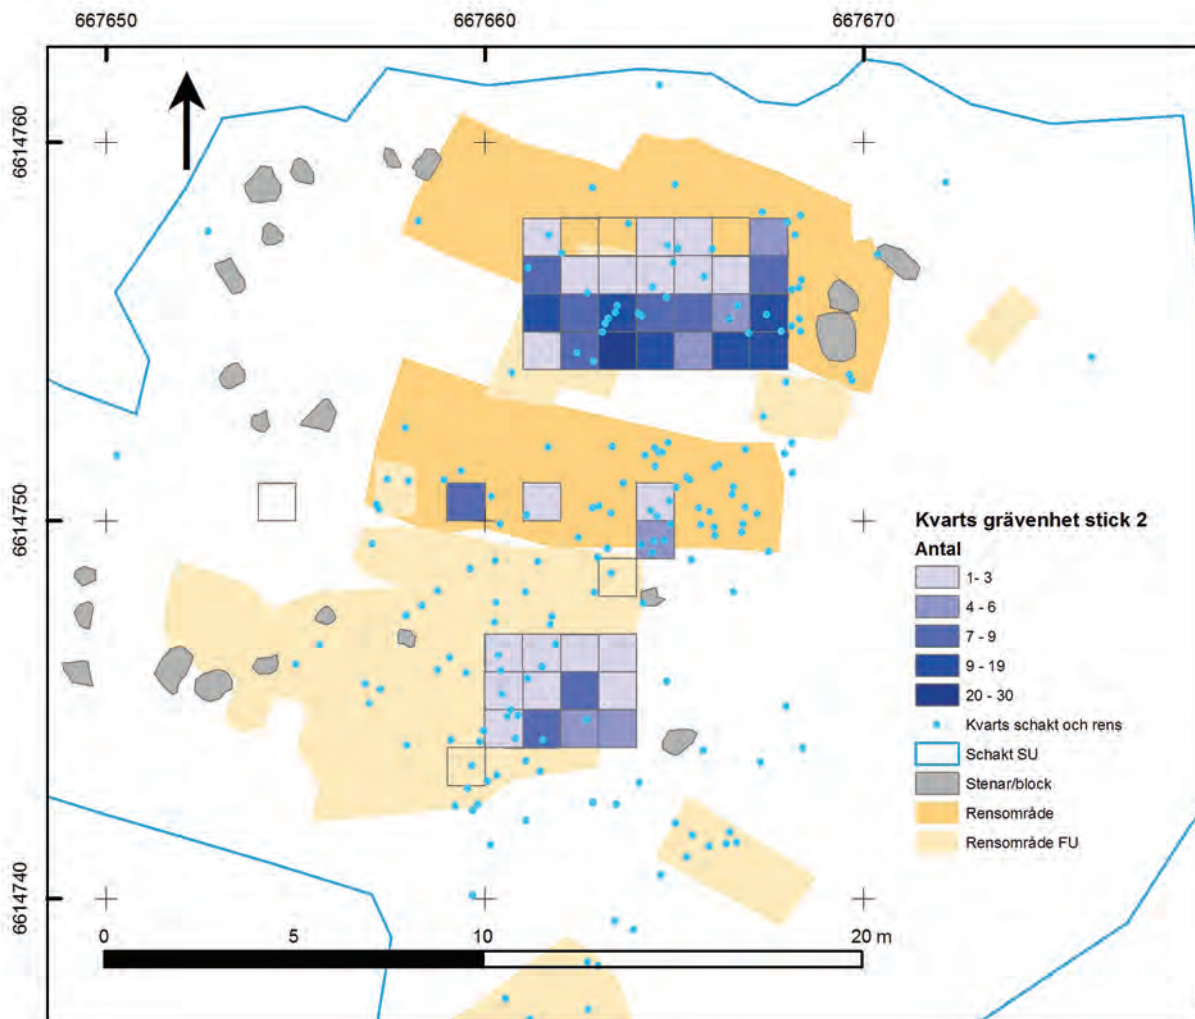 667650 667660 667670
6614760
6614750
6614740
Kvarts grävenhet stick 2
Antal
1- 3
4 - 6
7 - 9
9 - 19
20 - 30
Kvarts schakt och rens
Schakt SU
Stenar/block
Rensområde
Rensområde FU
0 5 10 20 m